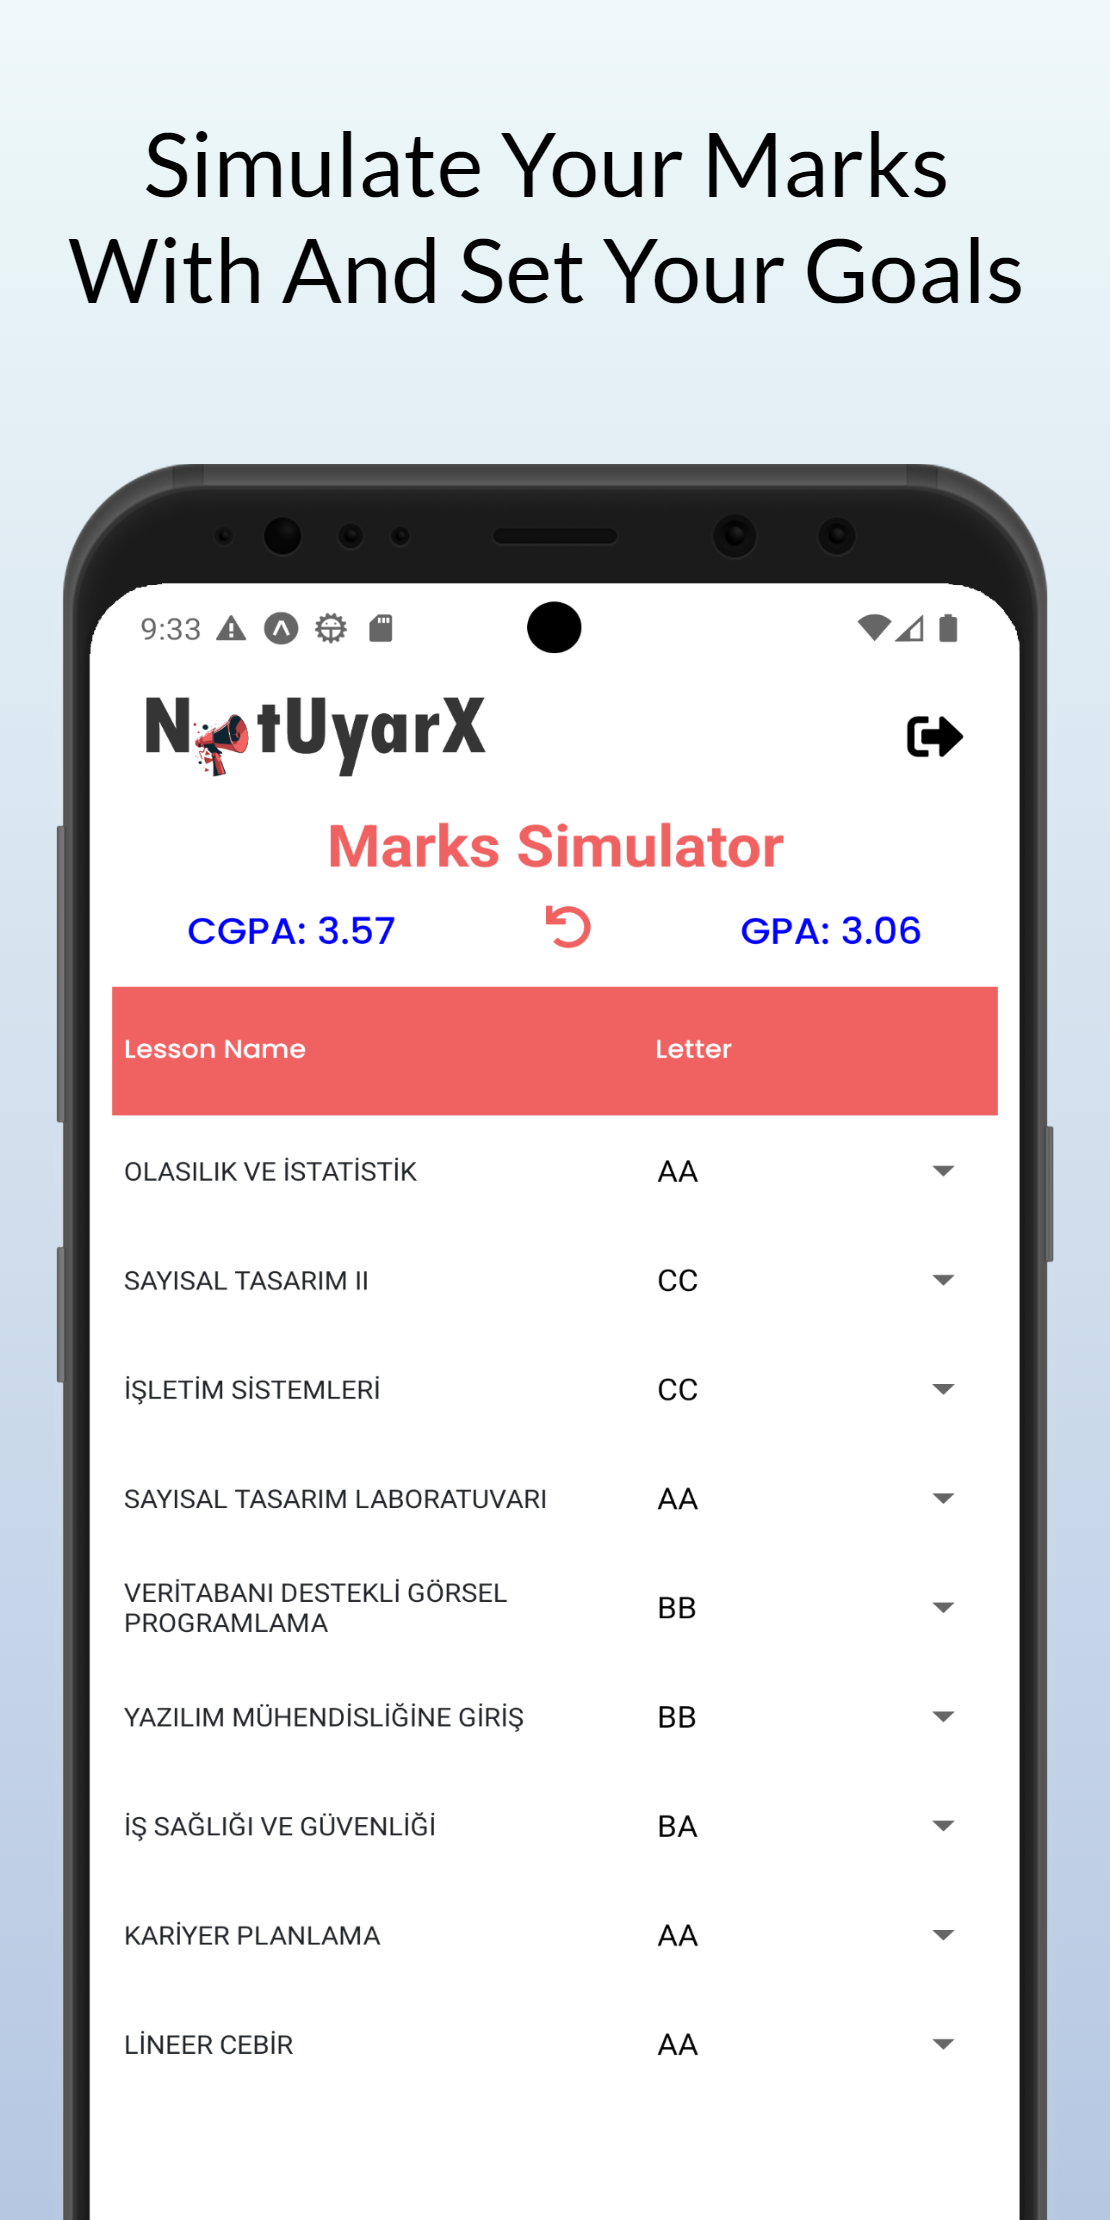 Simulate Your Marks
With And Set Your Goals
9:33
NotUyarX
Marks Simulator
CGPA: 3.57 GPA: 3.06
Lesson Name Letter
OLASILIK VE İSTATİSTİK AA
SAYISAL TASARIM II CC
İŞLETİM SİSTEMLERİ CC
SAYISAL TASARIM LABORATUVARI AA
VERİTABANI DESTEKLİ GÖRSEL
PROGRAMLAMA BB
YAZILIM MÜHENDİSLİĞİNE GİRİŞ BB
İŞ SAĞLIĞI VE GÜVENLİĞİ BA
KARİYER PLANLAMA AA
LİNEER CEBİR AA